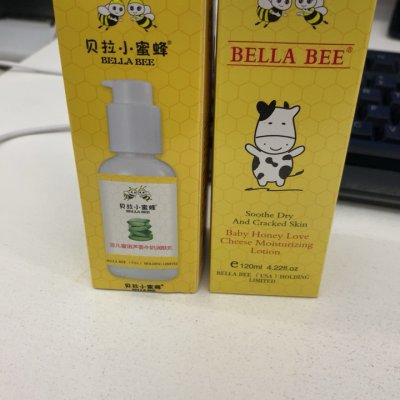 贝拉小蜜蜂®
BELLA BEE
贝拉小蜜蜂®
BELLA BEE
BELLA BEE (USA) HOLDING LIMITED
贝拉小蜜蜂
BELLA BEE®
Soothe Dry
And Cracked Skin
Baby Honey Love
Cheese Moisturizing
Lotion
e120ml 4.22fl.oz
BELLA BEE (USA) HOLDING
LIMITED